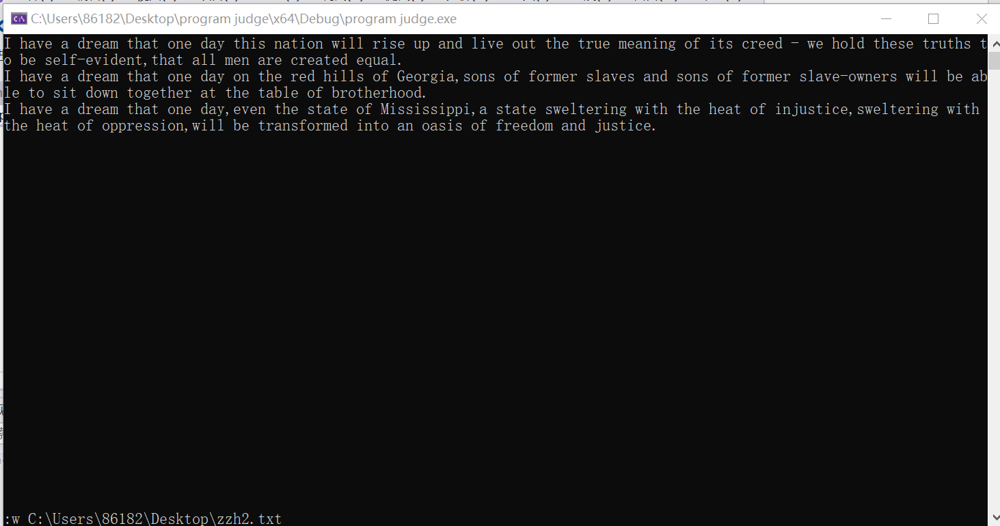 C:\Users\86182\Desktop\program judge\x64\Debug\program judge.exe
I have a dream that one day this nation will rise up and live out the true meaning of its creed - we hold these truths t
o be self-evident,that all men are created equal.
I have a dream that one day on the red hills of Georgia,sons of former slaves and sons of former slave-owners will be ab
le to sit down together at the table of brotherhood.
I have a dream that one day,even the state of Mississippi,a state sweltering with the heat of injustice,sweltering with
the heat of oppression,will be transformed into an oasis of freedom and justice.
:w C:\Users\86182\Desktop\zzh2.txt